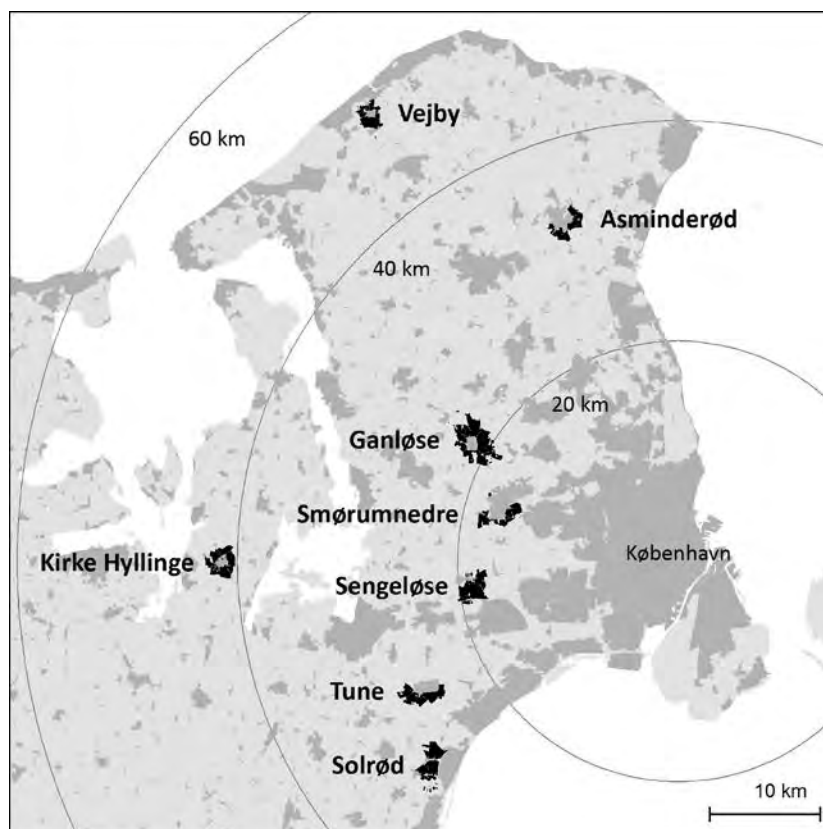 Vejby
60 km
Asminderød
40 km
20 km
Ganløse
Smørumnedre
København
Kirke Hyllinge
Sengeløse
Tune
Solrød
10 km